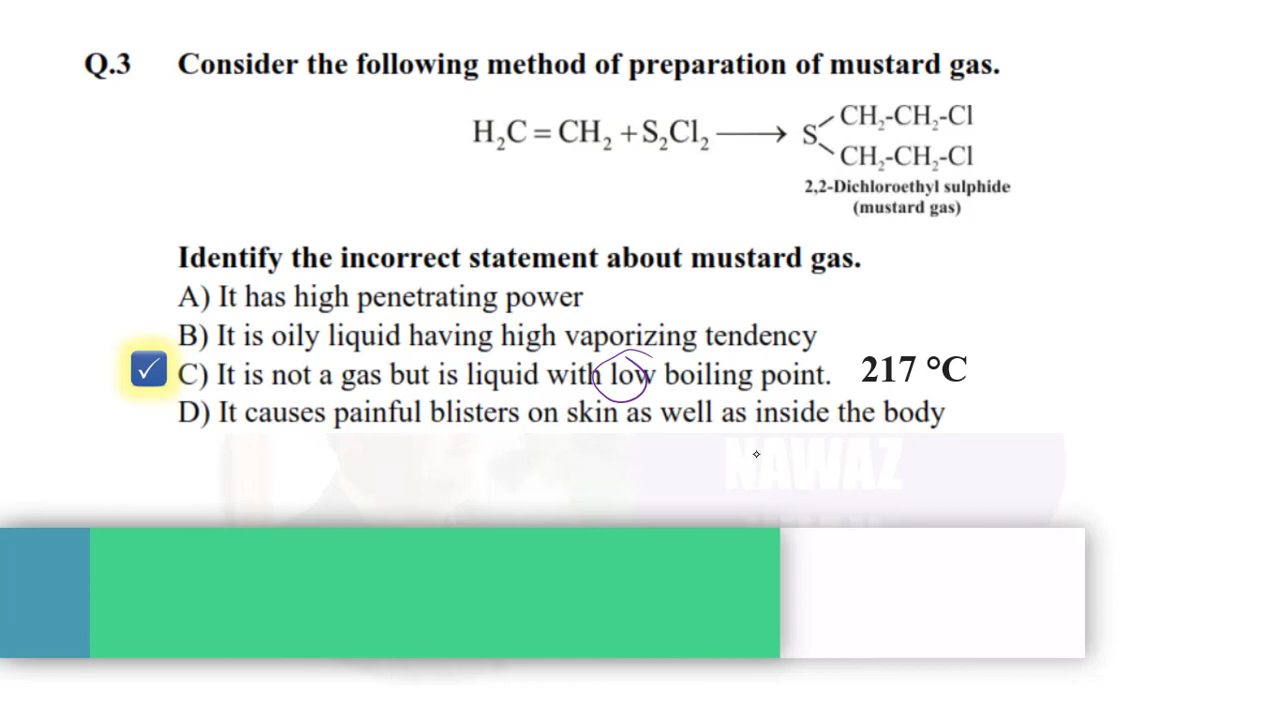 Q.3 Consider the following method of preparation of mustard gas.
H₂C = CH₂ + S₂Cl₂ ⟶ S
CH₂-CH₂-Cl
CH₂-CH₂-Cl
2,2-Dichloroethyl sulphide
(mustard gas)
Identify the incorrect statement about mustard gas.
A) It has high penetrating power
B) It is oily liquid having high vaporizing tendency
C) It is not a gas but is liquid with low boiling point. 217 °C
D) It causes painful blisters on skin as well as inside the body
NAWAZ